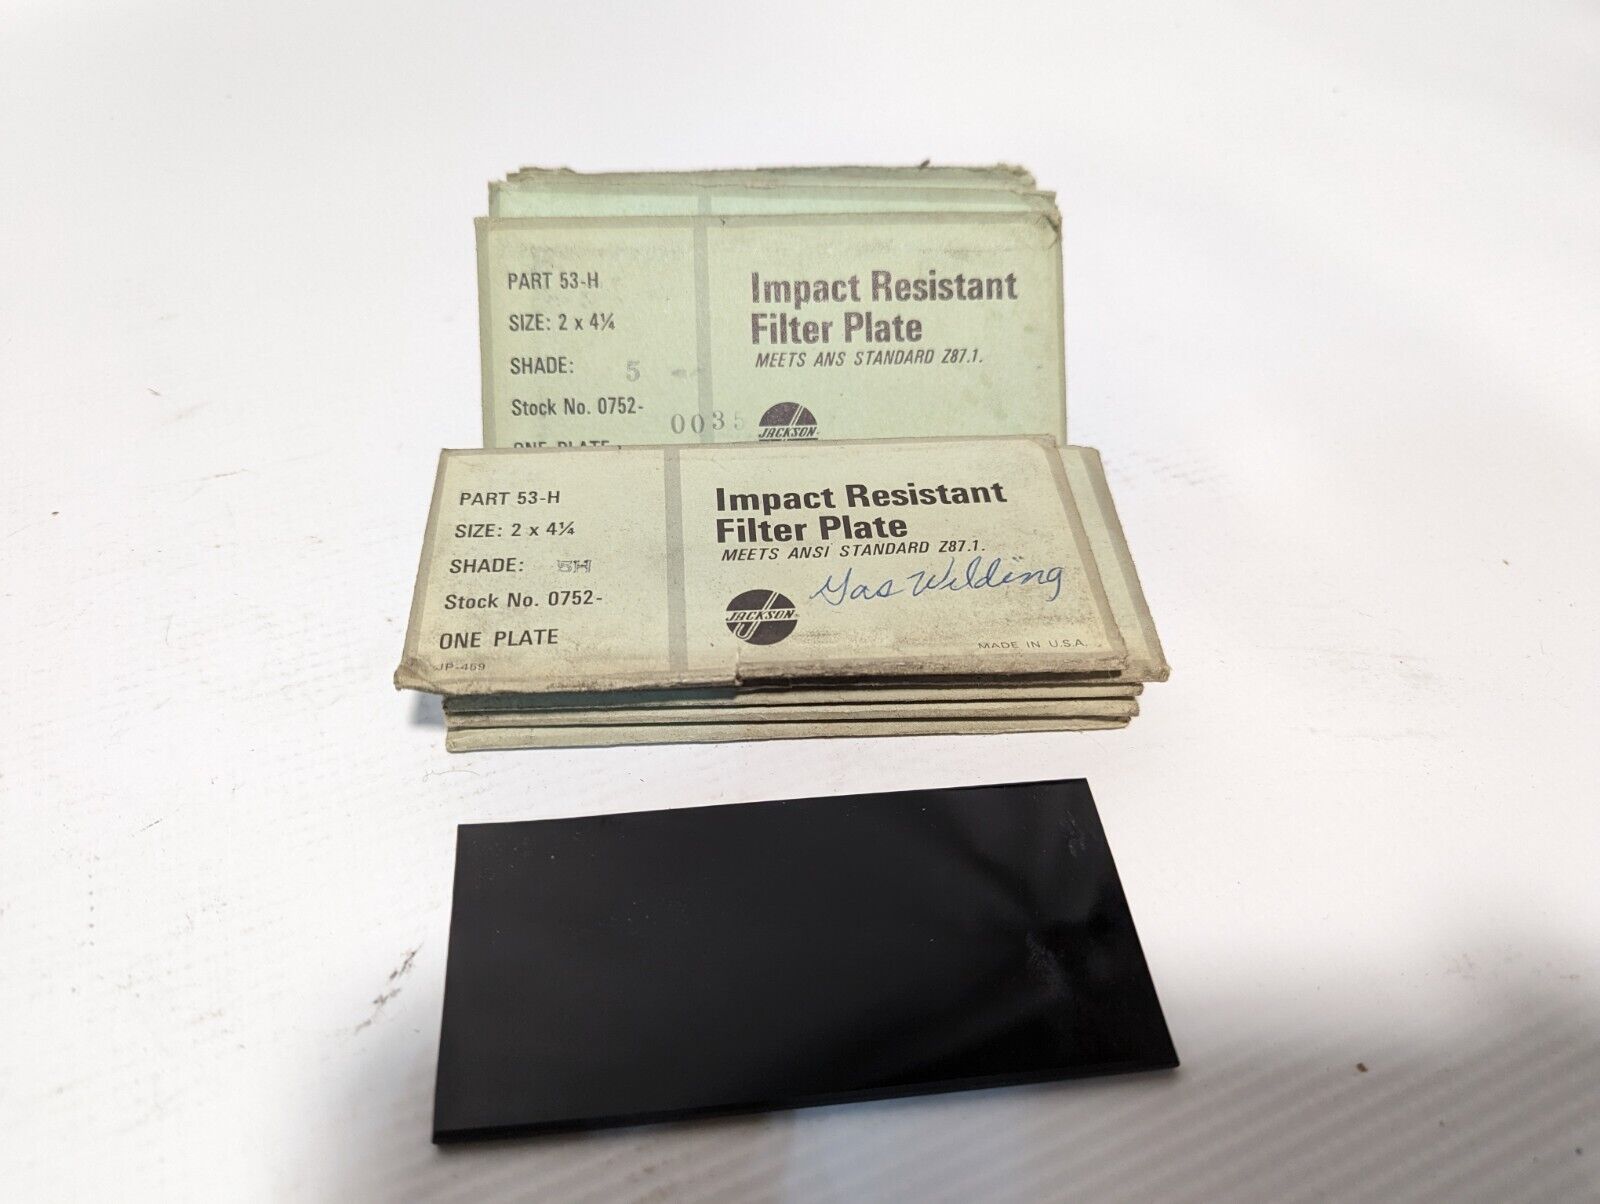 PART 53-H
SIZE: 2 x 4¼
SHADE: 5
Stock No. 0752- 0035
ONE PLATE
Impact Resistant
Filter Plate
MEETS ANS STANDARD Z87.1.
JACKSON
PART 53-H
SIZE: 2 x 4¼
SHADE: 5H
Stock No. 0752-
ONE PLATE
JP-459
Impact Resistant
Filter Plate
MEETS ANSI STANDARD Z87.1.
Gas Welding
JACKSON
MADE IN U.S.A.